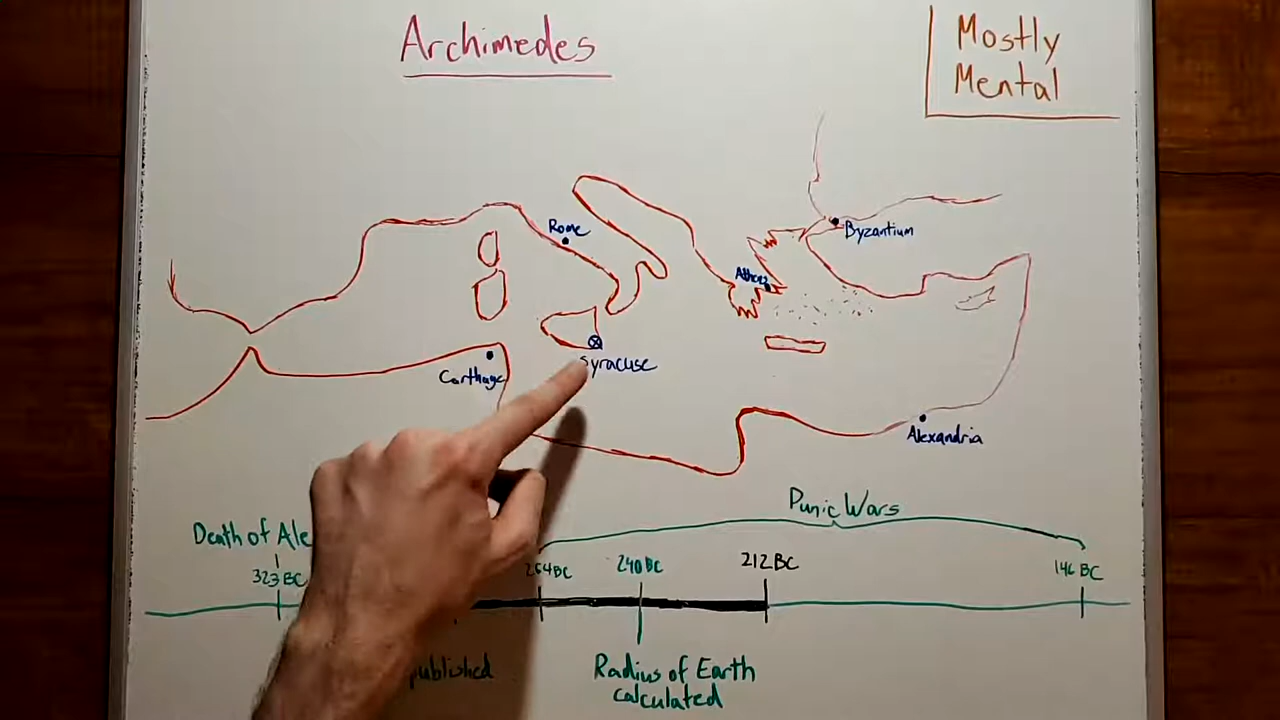 Archimedes
Mostly
Mental
Rome
Byzantium
Athens
Syracuse
Carthage
Alexandria
Punic Wars
Death of Ale
323 BC
264 BC
240 BC
212 BC
146 BC
published
Radius of Earth
calculated